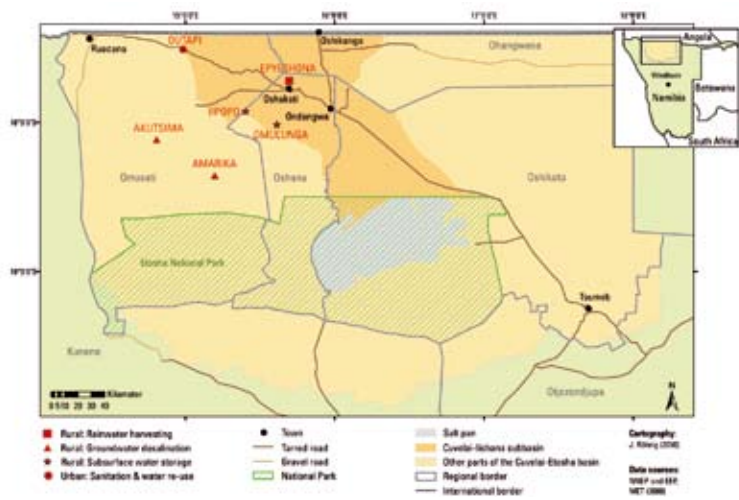 Ruacana
OUTAPI
Oshikango
Ohangwena
EPYESHONA
Oshakati
IIPOPO
Ondangwa
OMULUNGA
AKUTSIMA
AMARIKA
Omusati
Oshana
Oshikoto
Etosha National Park
Tsumeb
Kunene
Otjozondjupa
Angola
Windhoek
Namibia
Botswana
South Africa
Kilometer
N
Rural: Rainwater harvesting
Rural: Groundwater desalination
Rural: Subsurface water storage
Urban: Sanitation & water re-use
Town
Tarred road
Gravel road
National Park
Salt pan
Cuvelai-Iishana subbasin
Other parts of the Cuvelai-Etosha basin
Regional border
International border
Cartography:
Data sources: